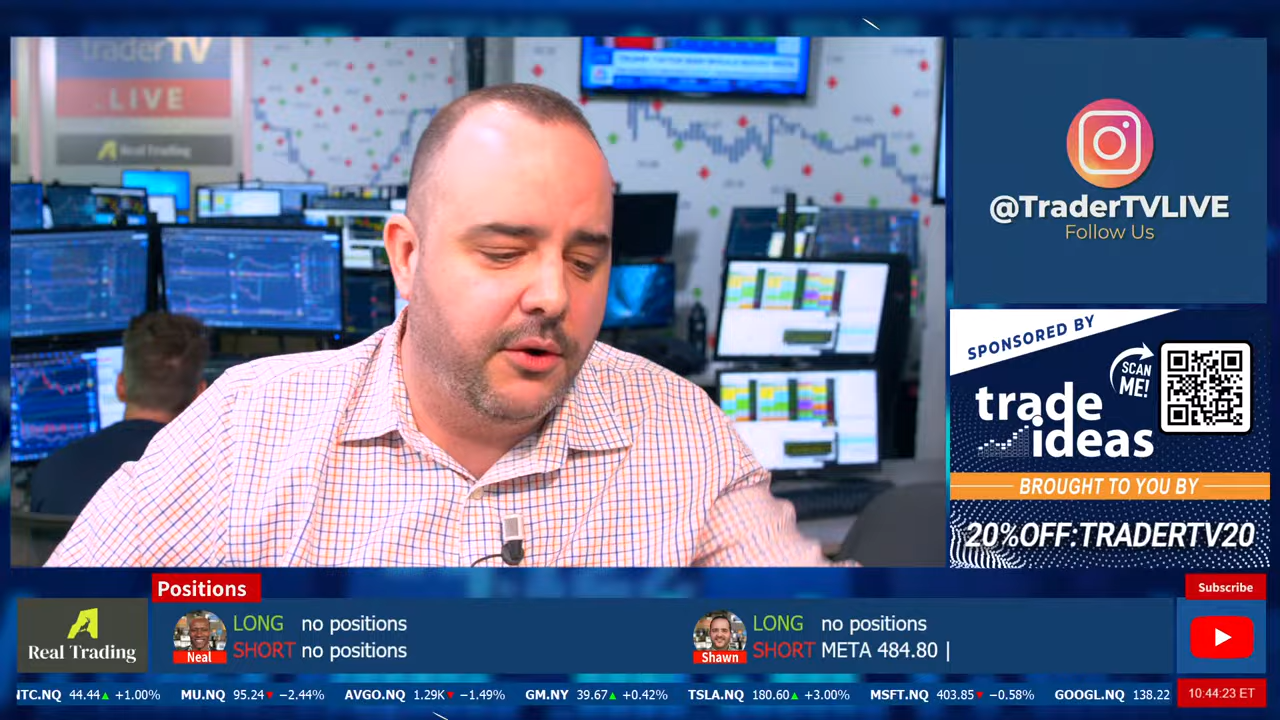 traderTV
.LIVE
Real Trading
@TraderTVLIVE
Follow Us
SPONSORED BY
SCAN
ME!
trade
ideas
BROUGHT TO YOU BY
20%OFF:TRADERTV20
Positions
Subscribe
Real Trading
Neal
LONG no positions
SHORT no positions
Shawn
LONG no positions
SHORT META 484.80 |
NTC.NQ 44.44▲ +1.00% MU.NQ 95.24▼ −2.44% AVGO.NQ 1.29K▼ −1.49% GM.NY 39.67▲ +0.42% TSLA.NQ 180.60▲ +3.00% MSFT.NQ 403.85▼ −0.58% GOOGL.NQ 138.22
10:44:23 ET